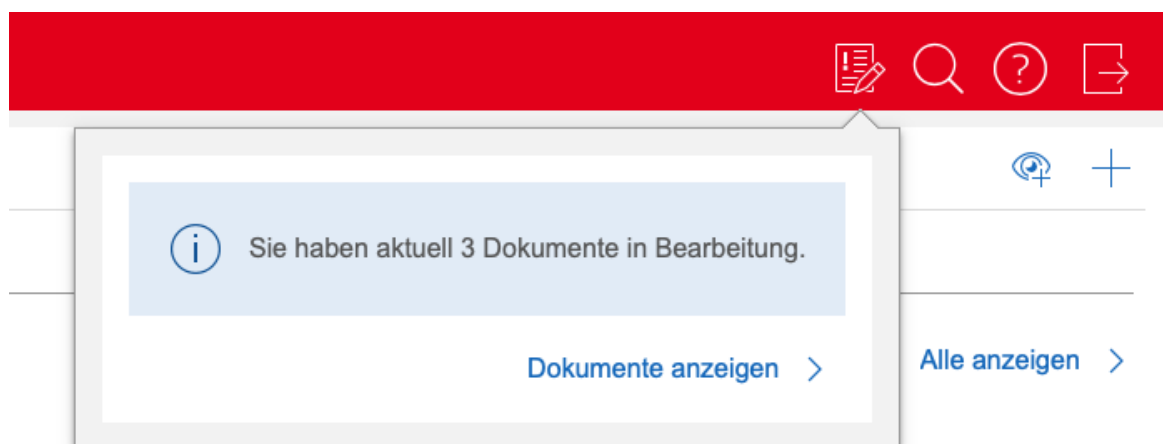 Sie haben aktuell 3 Dokumente in Bearbeitung.
Dokumente anzeigen
Alle anzeigen